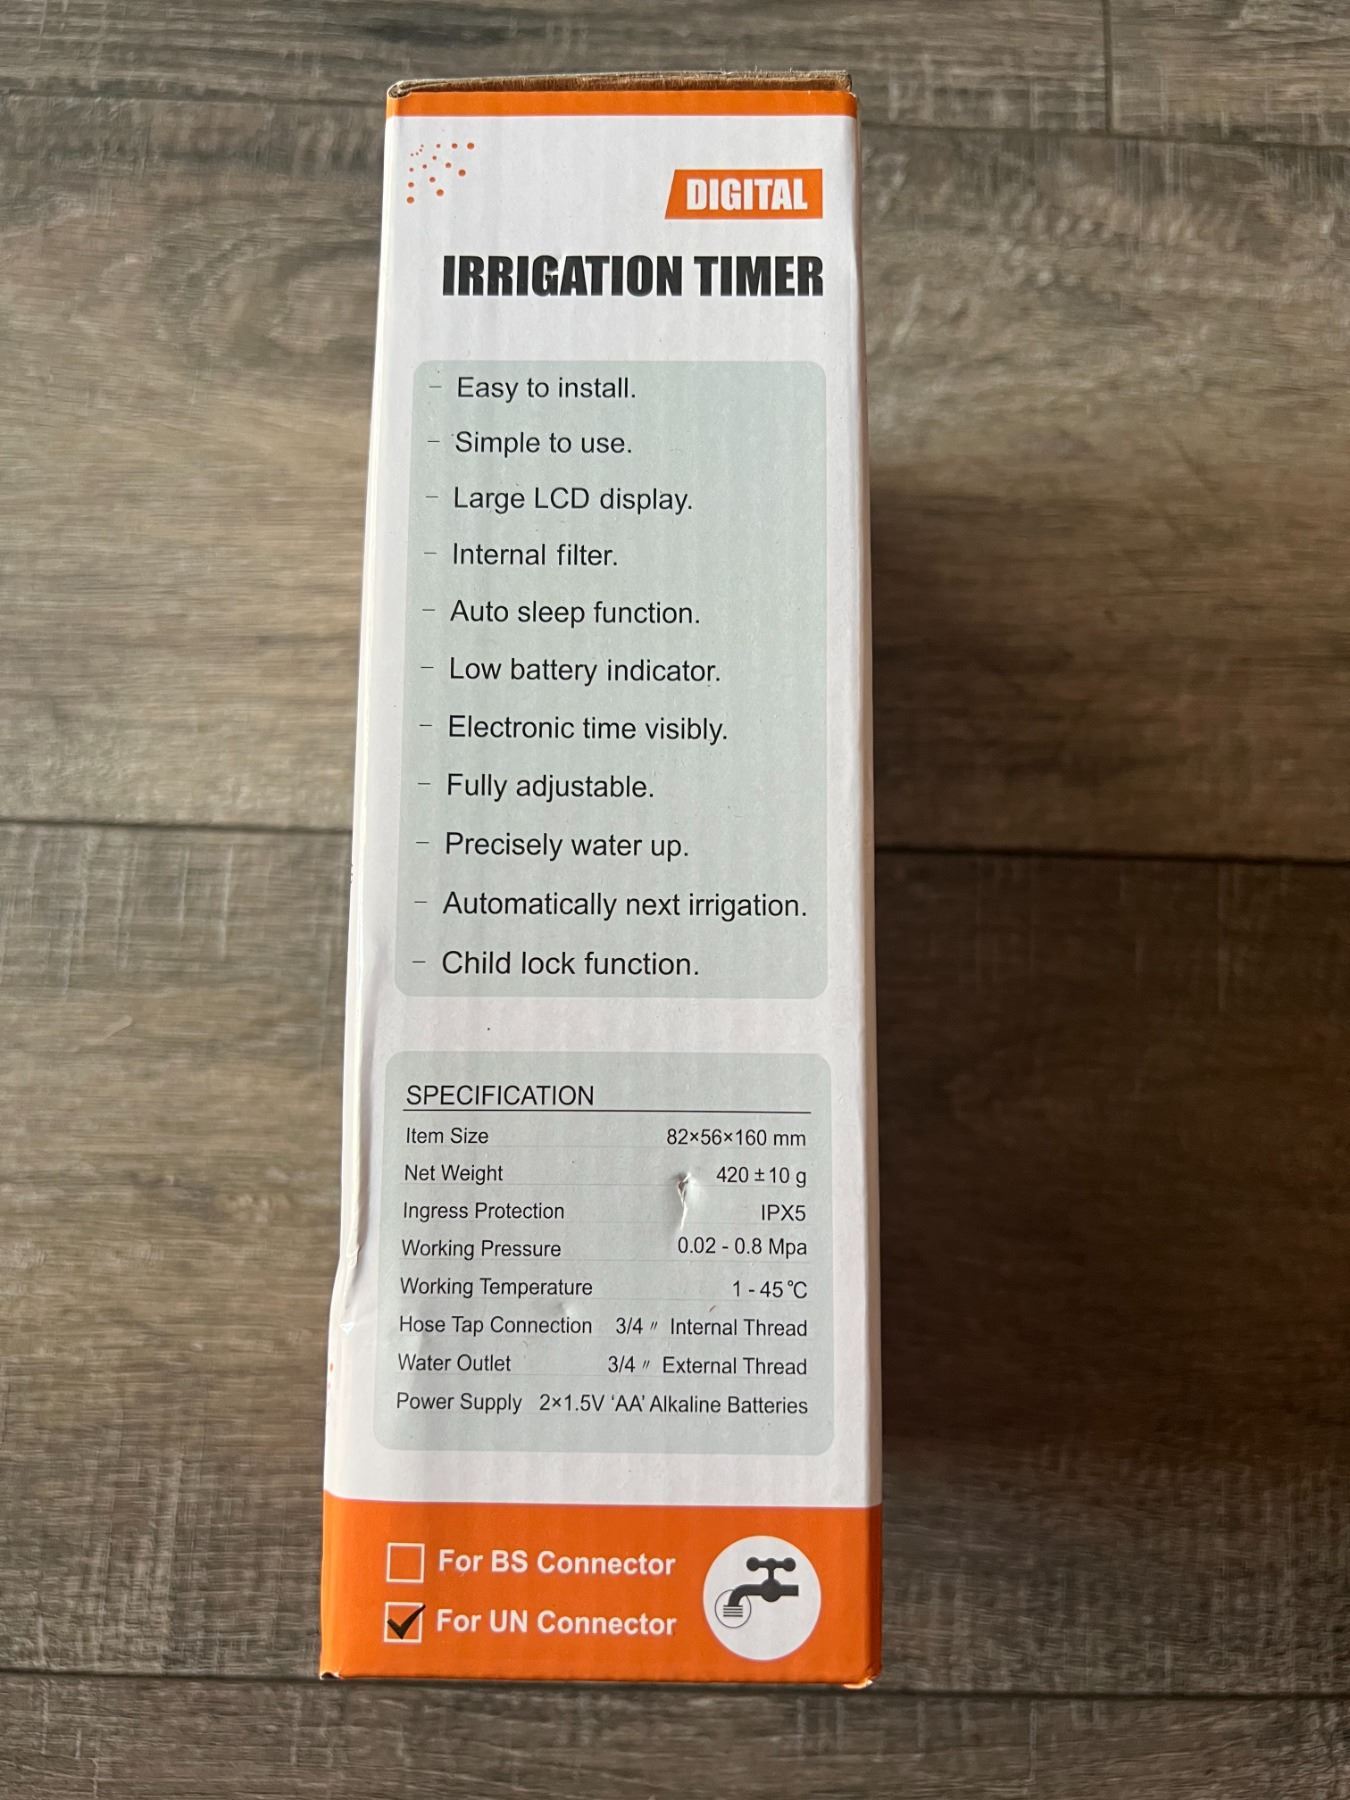 DIGITAL
IRRIGATION TIMER
- Easy to install.
- Simple to use.
- Large LCD display.
- Internal filter.
- Auto sleep function.
- Low battery indicator.
- Electronic time visibly.
- Fully adjustable.
- Precisely water up.
- Automatically next irrigation.
- Child lock function.
SPECIFICATION
Item Size 82×56×160 mm
Net Weight 420 ± 10 g
Ingress Protection IPX5
Working Pressure 0.02 - 0.8 Mpa
Working Temperature 1 - 45 ℃
Hose Tap Connection 3/4 〃 Internal Thread
Water Outlet 3/4 〃 External Thread
Power Supply 2×1.5V ‘AA’ Alkaline Batteries
For BS Connector
For UN Connector